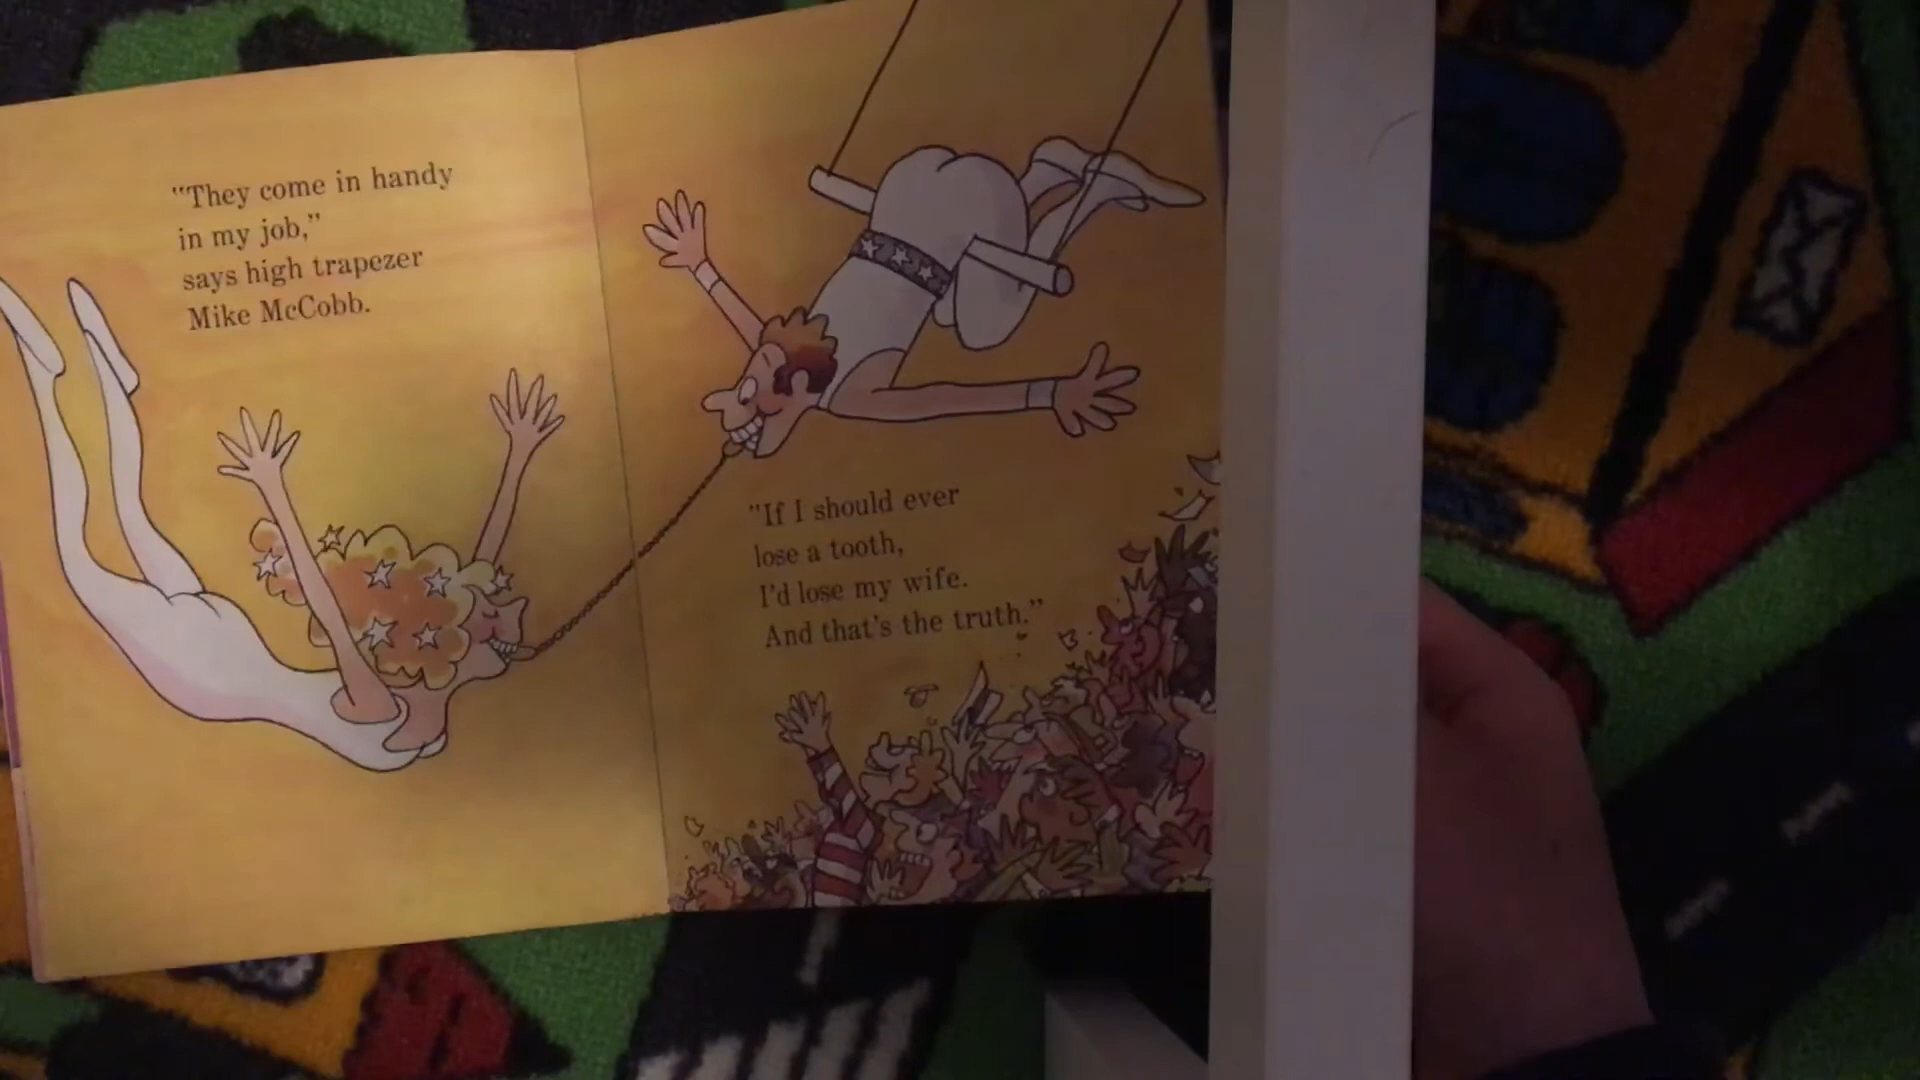 "They come in handy
in my job,"
says high trapezer
Mike McCobb.
"If I should ever
lose a tooth,
I'd lose my wife.
And that's the truth."